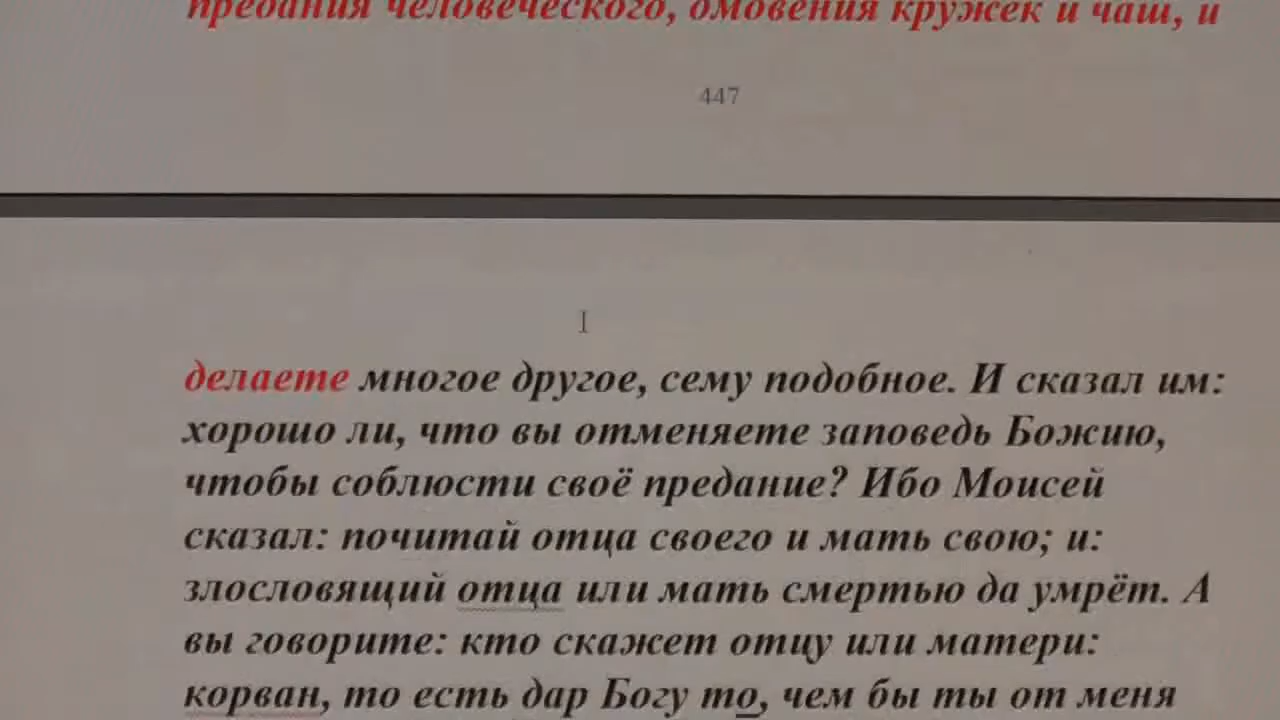 предания человеческого, омовения кружек и чаш, и
447
делаете многое другое, сему подобное. И сказал им:
хорошо ли, что вы отменяете заповедь Божию,
чтобы соблюсти своё предание? Ибо Моисей
сказал: почитай отца своего и мать свою; и:
злословящий отца или мать смертью да умрёт. А
вы говорите: кто скажет отцу или матери:
корван, то есть дар Богу то, чем бы ты от меня